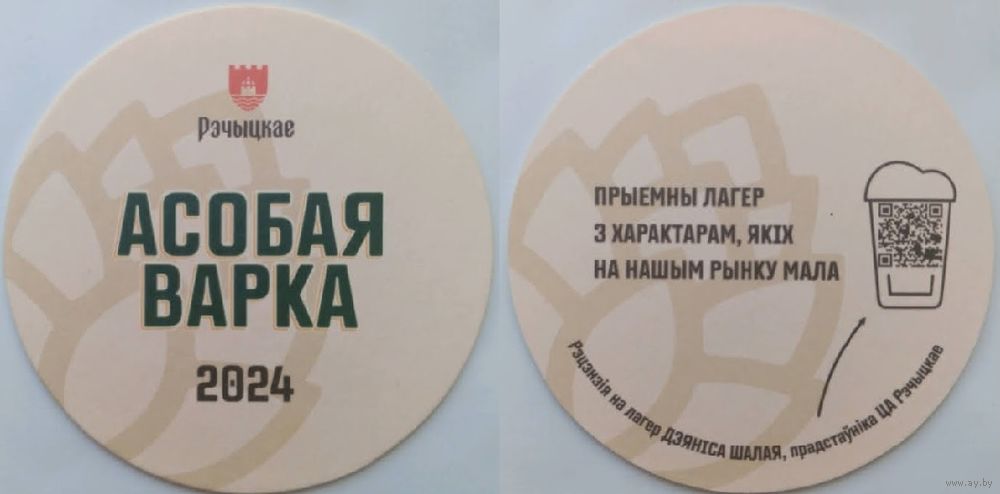 Рэчыцкае
АСОБАЯ
ВАРКА
2024
ПРЫЕМНЫ ЛАГЕР
З ХАРАКТАРАМ, ЯКІХ
НА НАШЫМ РЫНКУ МАЛА
Рэцэнзія на лагер ДЗЯНІСА ШАЛАЯ, прадстаўніка ЦА Рэчыцкае
www.ay.by